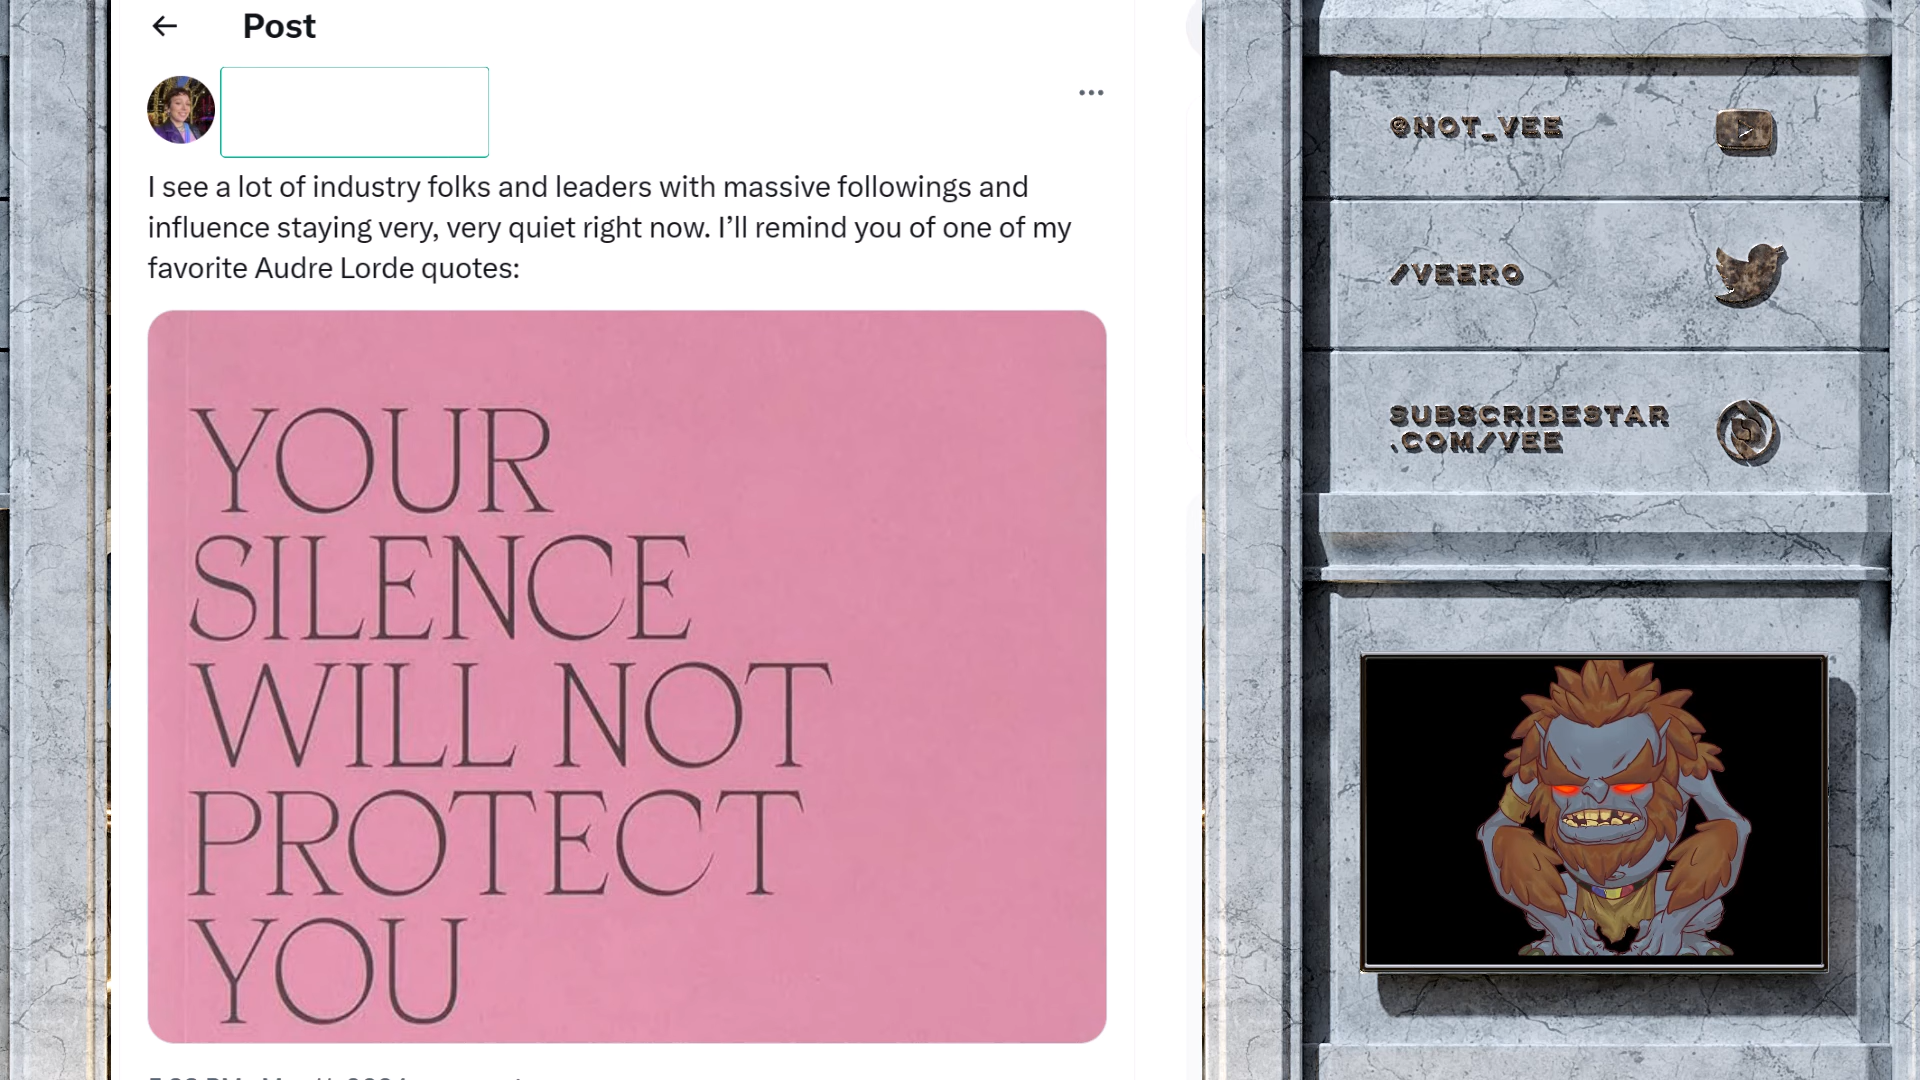 Post
I see a lot of industry folks and leaders with massive followings and
influence staying very, very quiet right now. I’ll remind you of one of my
favorite Audre Lorde quotes:
YOUR
SILENCE
WILL NOT
PROTECT
YOU
@NOT_VEE
/VEERO
SUBSCRIBESTAR
.COM/VEE